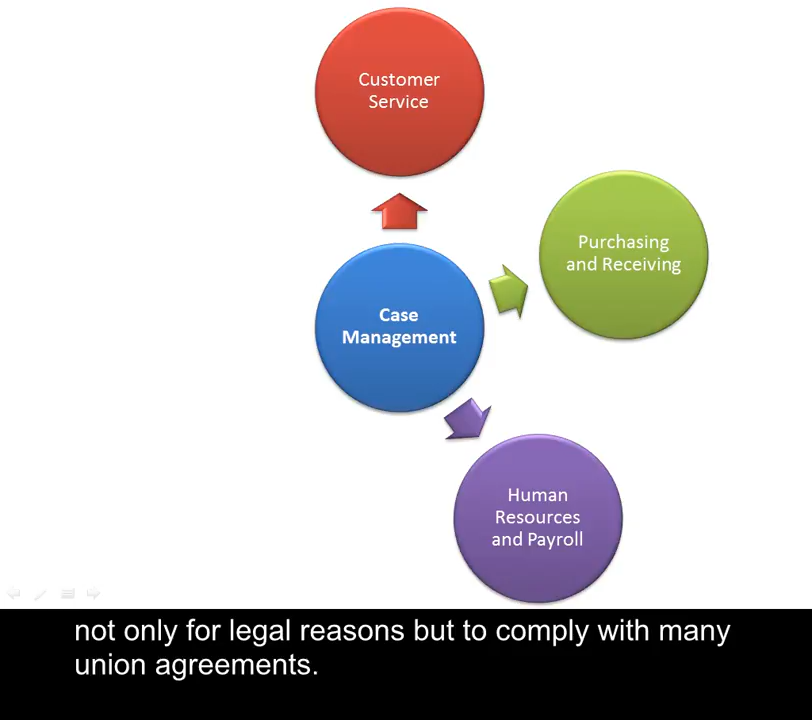 Customer
Service
Purchasing
and Receiving
Case
Management
Human
Resources
and Payroll
not only for legal reasons but to comply with many
union agreements.